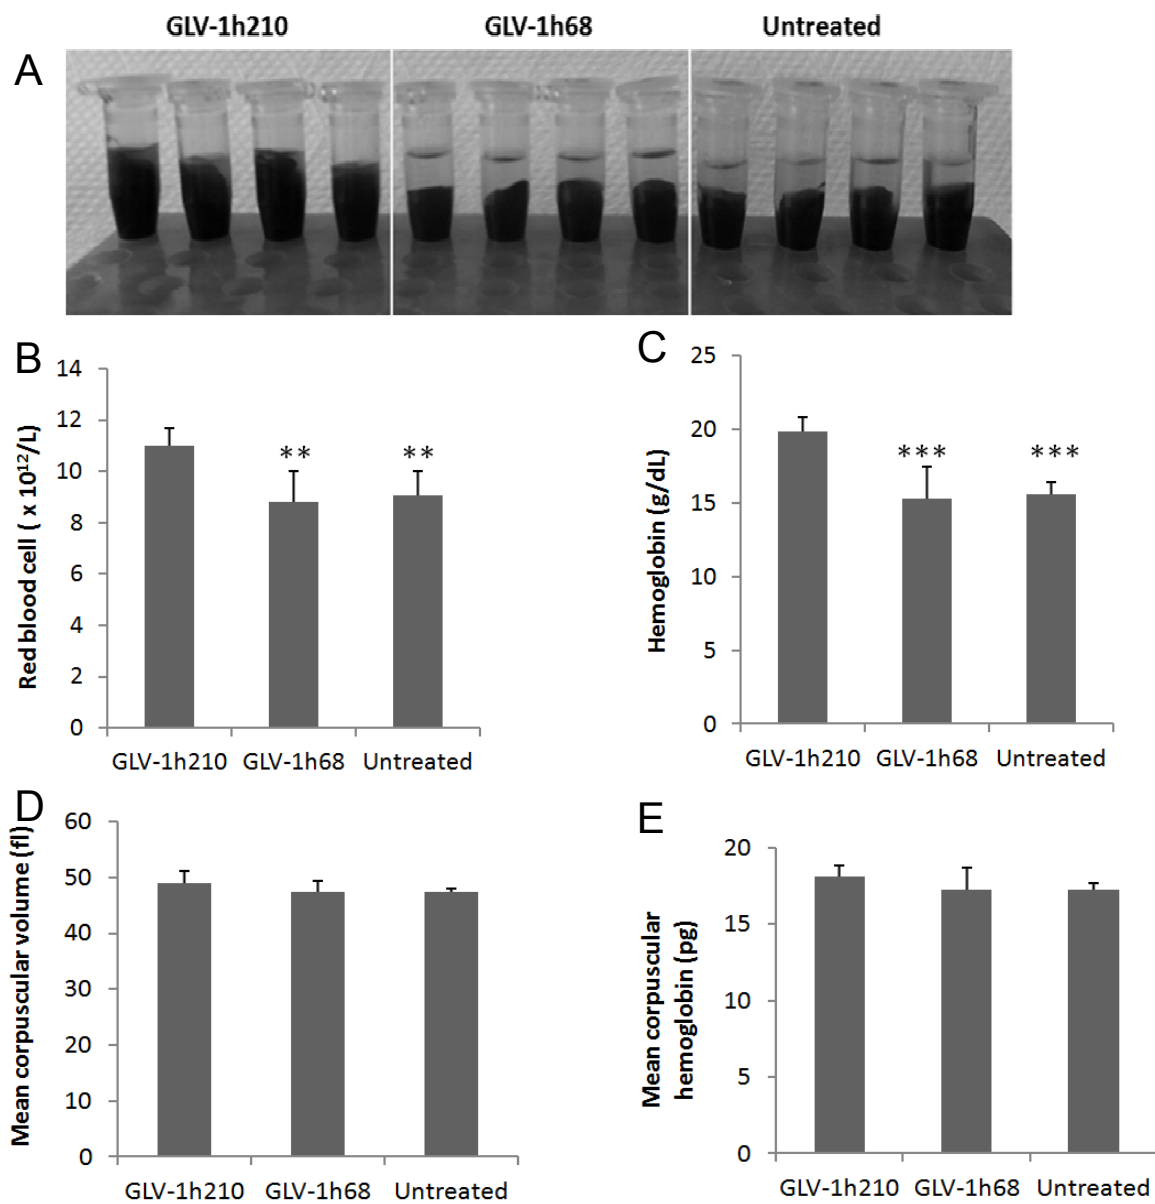 GLV-1h210 GLV-1h68 Untreated
A
B
14
12
10
8
6
4
2
0
Red blood cell ( x 10¹²/L)
** **
GLV-1h210 GLV-1h68 Untreated
C
25
20
15
10
5
0
Hemoglobin (g/dL)
*** ***
GLV-1h210 GLV-1h68 Untreated
D
60
50
40
30
20
10
0
Mean corpuscular volume (fl)
GLV-1h210 GLV-1h68 Untreated
E
20
15
10
5
0
Mean corpuscular
hemoglobin (pg)
GLV-1h210 GLV-1h68 Untreated